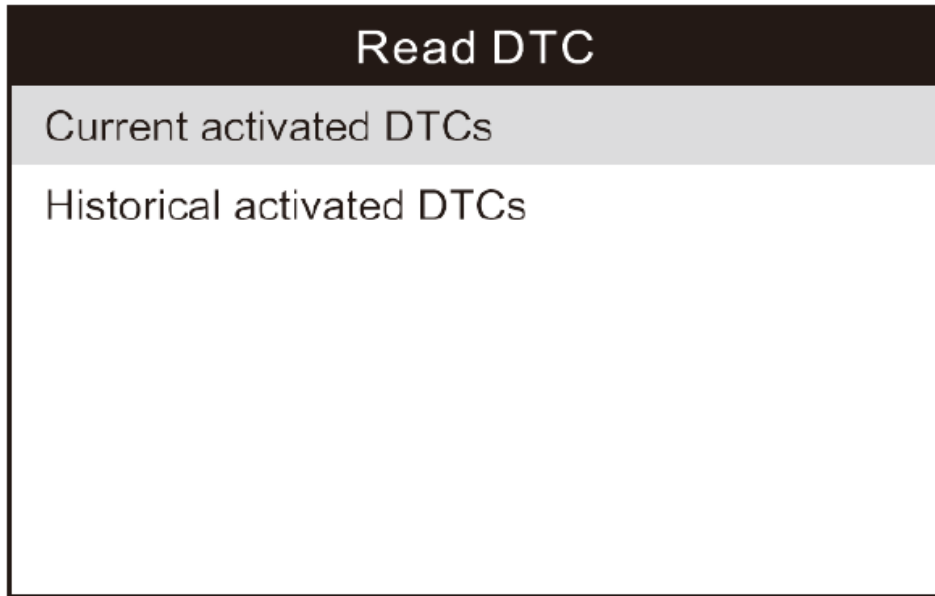 Read DTC
Current activated DTCs
Historical activated DTCs